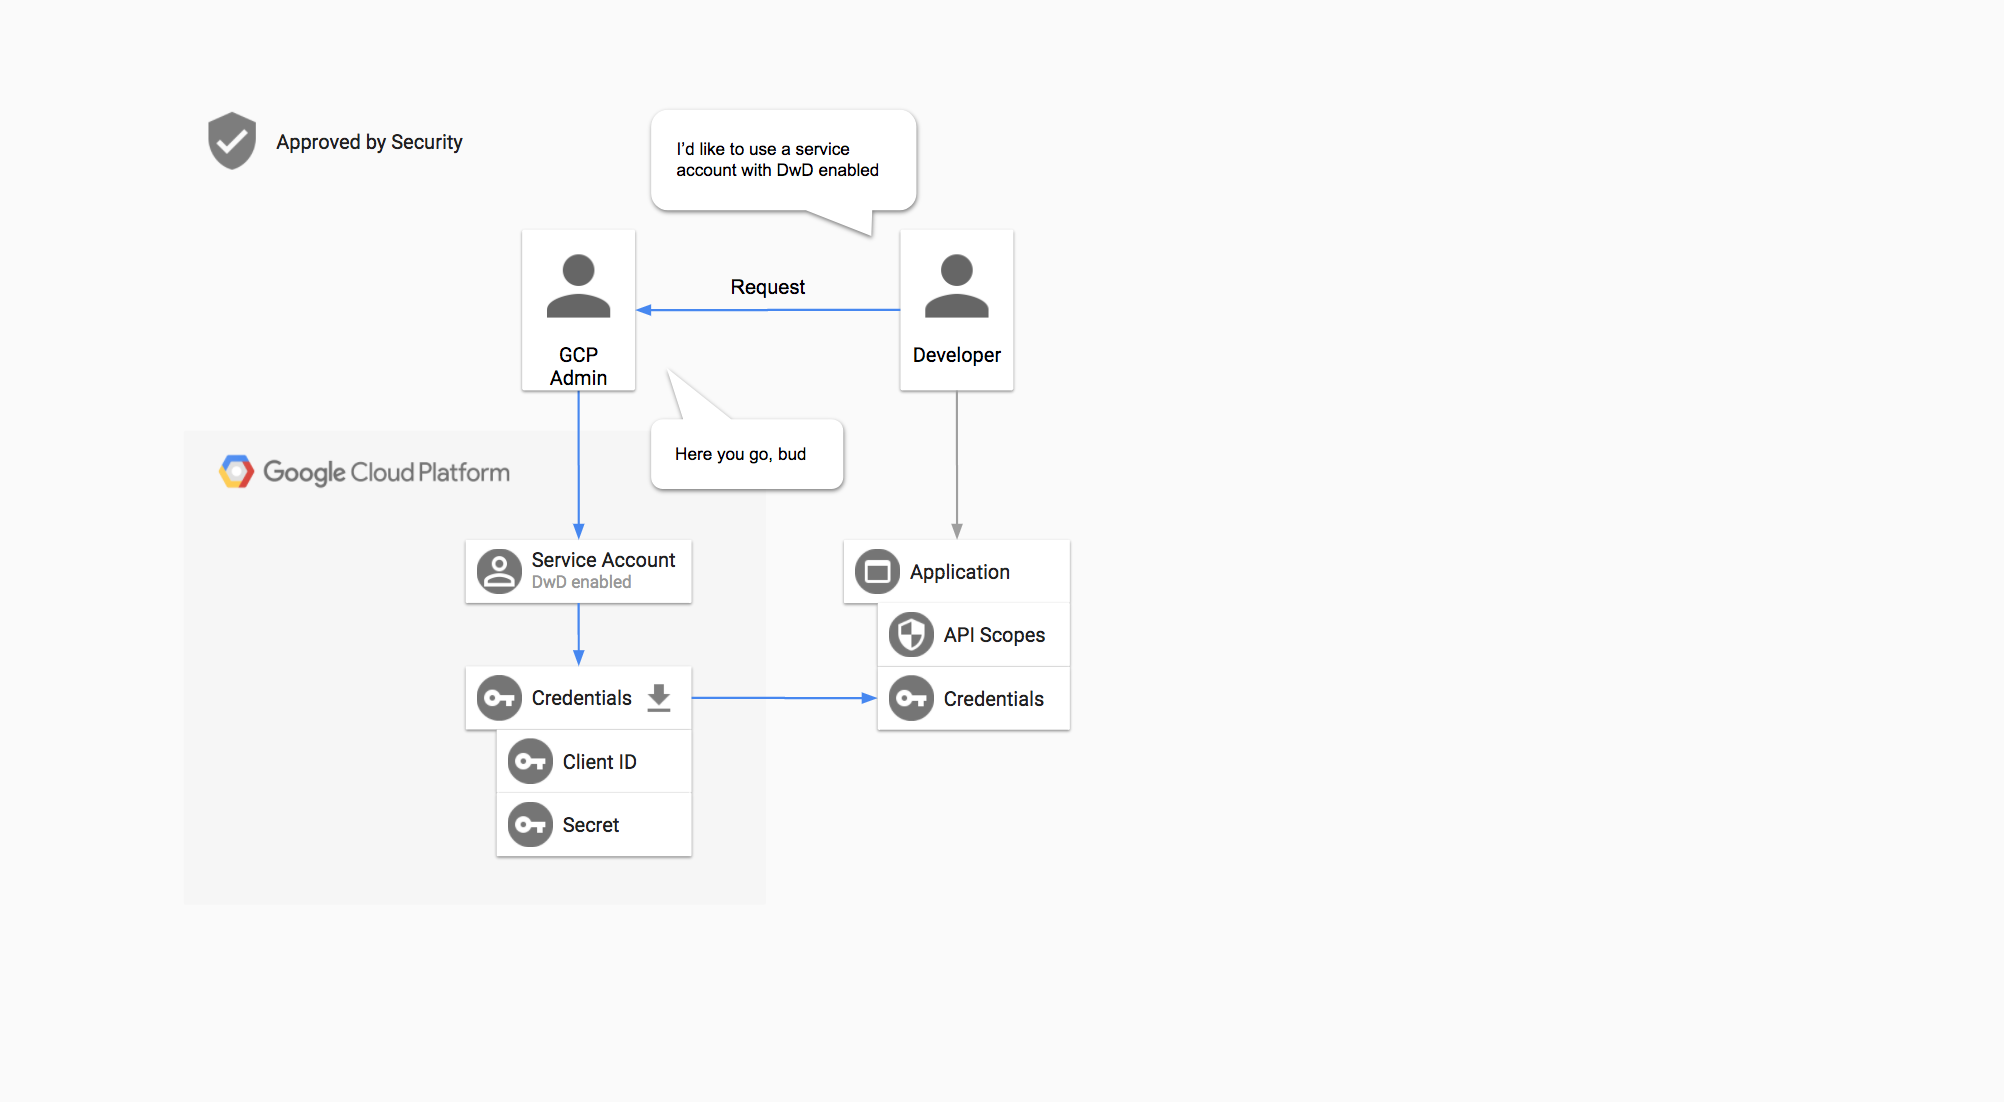 Approved by Security
I’d like to use a service
account with DwD enabled
Request
GCP
Admin
Developer
Here you go, bud
Google Cloud Platform
Service Account
DwD enabled
Application
API Scopes
Credentials
Credentials
Client ID
Secret